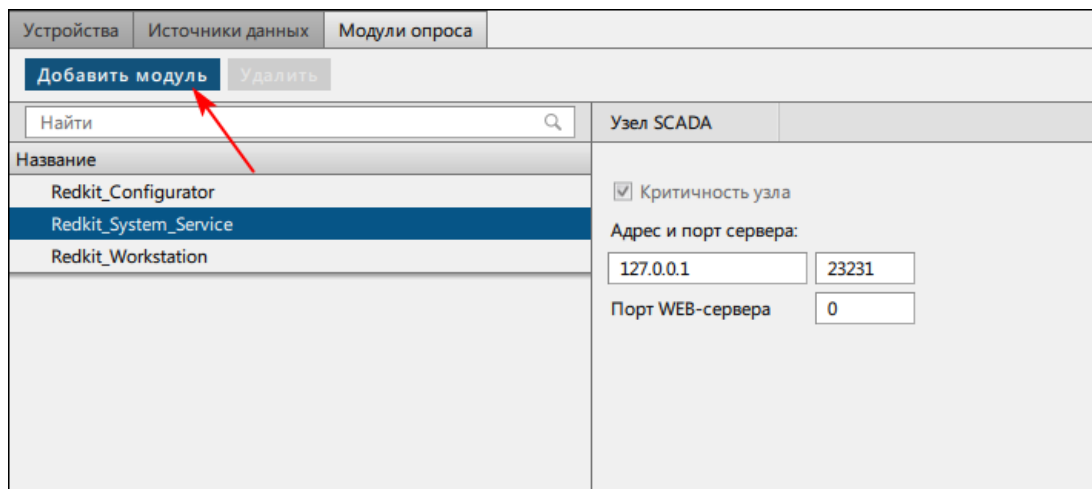 Устройства Источники данных Модули опроса
Добавить модуль Удалить
Найти
Узел SCADA
Название
Redkit_Configurator
Redkit_System_Service
Redkit_Workstation
Критичность узла
Адрес и порт сервера:
127.0.0.1 23231
Порт WEB-сервера 0